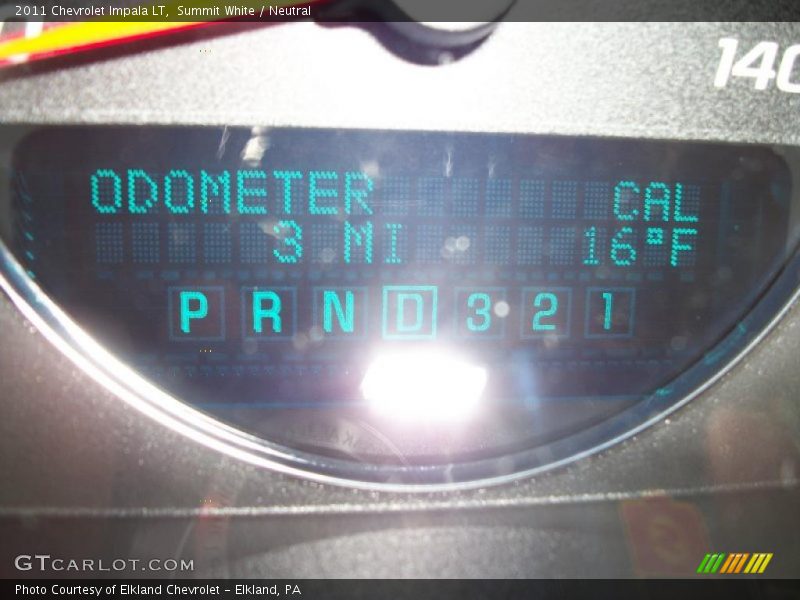 2011 Chevrolet Impala LT,  Summit White / Neutral
140
ODOMETER CAL
3 MI 16°F
P R N D 3 2 1
GTCARLOT.COM
Photo Courtesy of Elkland Chevrolet - Elkland, PA